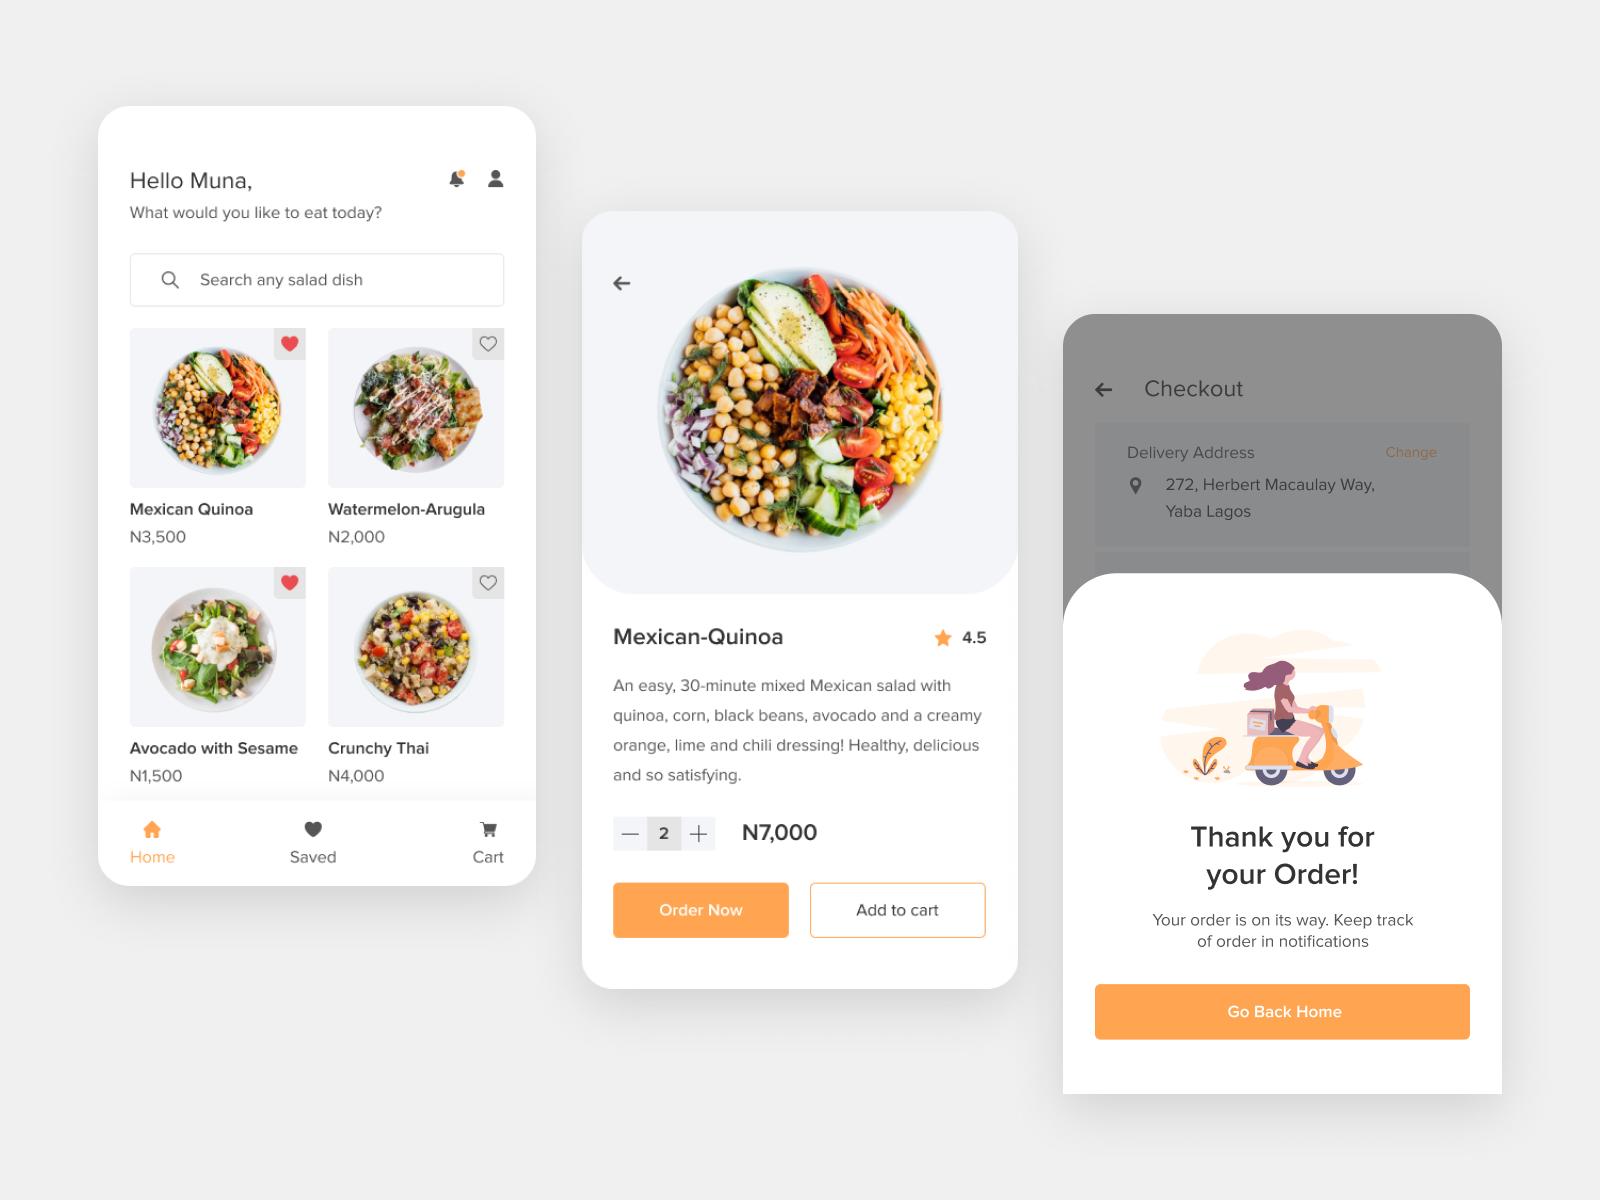 Hello Muna,
What would you like to eat today?
Search any salad dish
Mexican Quinoa
N3,500
Watermelon-Arugula
N2,000
Avocado with Sesame
N1,500
Crunchy Thai
N4,000
Home
Saved
Cart
Mexican-Quinoa
4.5
An easy, 30-minute mixed Mexican salad with
quinoa, corn, black beans, avocado and a creamy
orange, lime and chili dressing! Healthy, delicious
and so satisfying.
2
N7,000
Order Now
Add to cart
Checkout
Delivery Address
Change
272, Herbert Macaulay Way,
Yaba Lagos
Thank you for
your Order!
Your order is on its way. Keep track
of order in notifications
Go Back Home